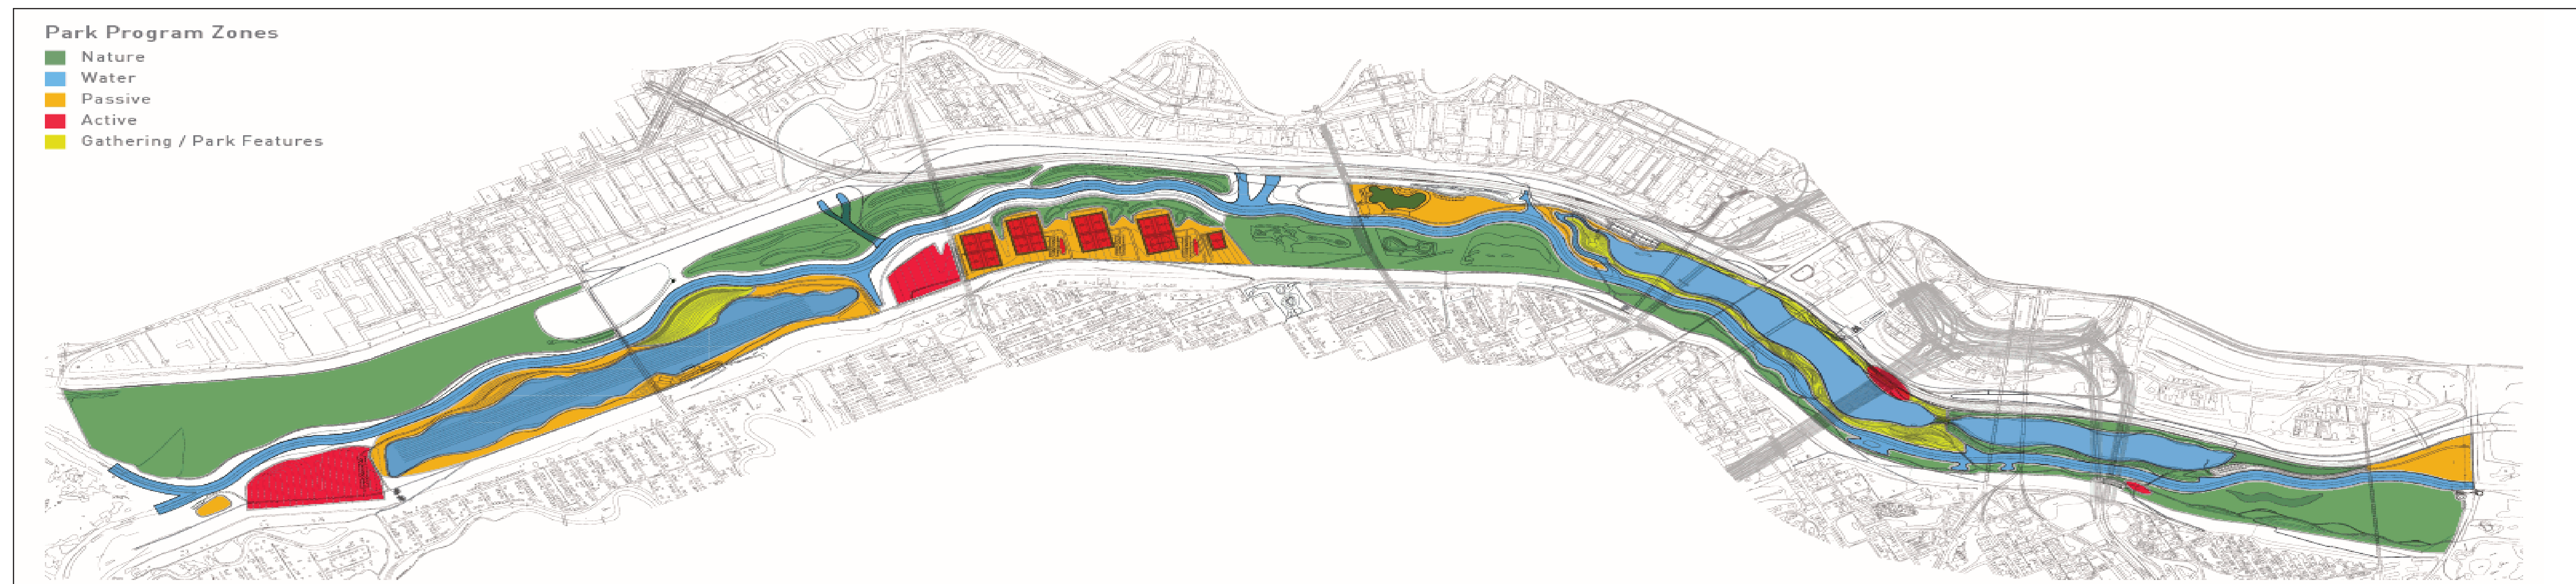 Park Program Zones
Nature
Water
Passive
Active
Gathering / Park Features